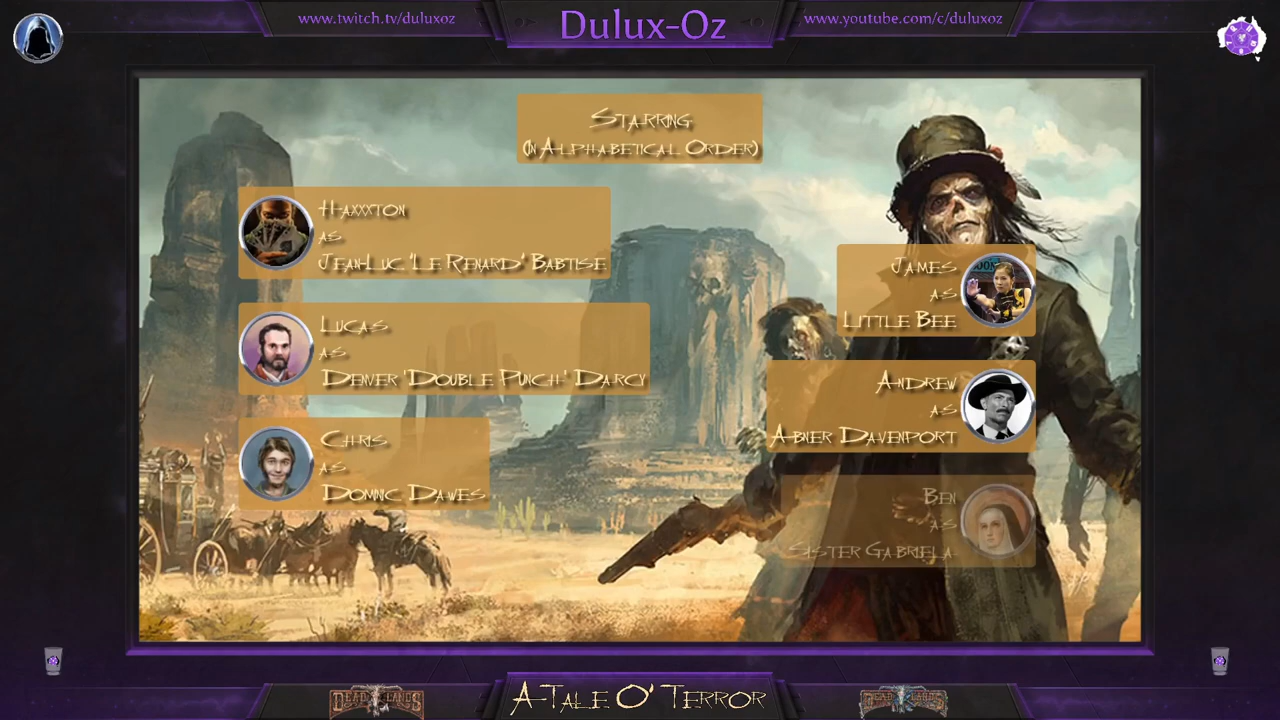 www.twitch.tv/duluxoz
Dulux-Oz
www.youtube.com/c/duluxoz
Starring
(In Alphabetical Order)
Haxxxton
as
Jean-Luc 'Le Renard' Babtise
Lucas
as
Denver 'Double Punch' Darcy
Chris
as
Dominic Dawes
James
as
Little Bee
Andrew
as
Abner Davenport
Ben
as
Sister Gabriela
Deadlands
A Tale O' Terror
Deadlands